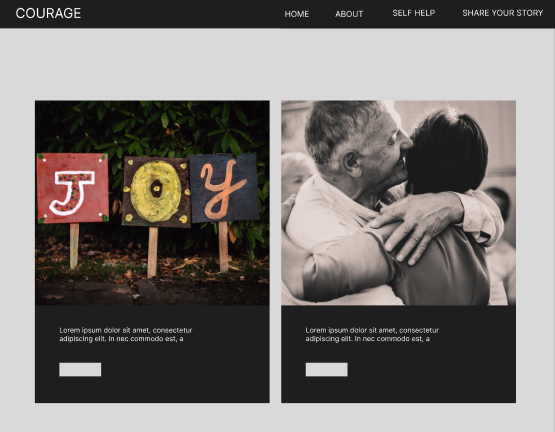 COURAGE
HOME
ABOUT
SELF HELP
SHARE YOUR STORY
JOY
Lorem ipsum dolor sit amet, consectetur
adipiscing elit. In nec commodo est, a
Lorem ipsum dolor sit amet, consectetur
adipiscing elit. In nec commodo est, a